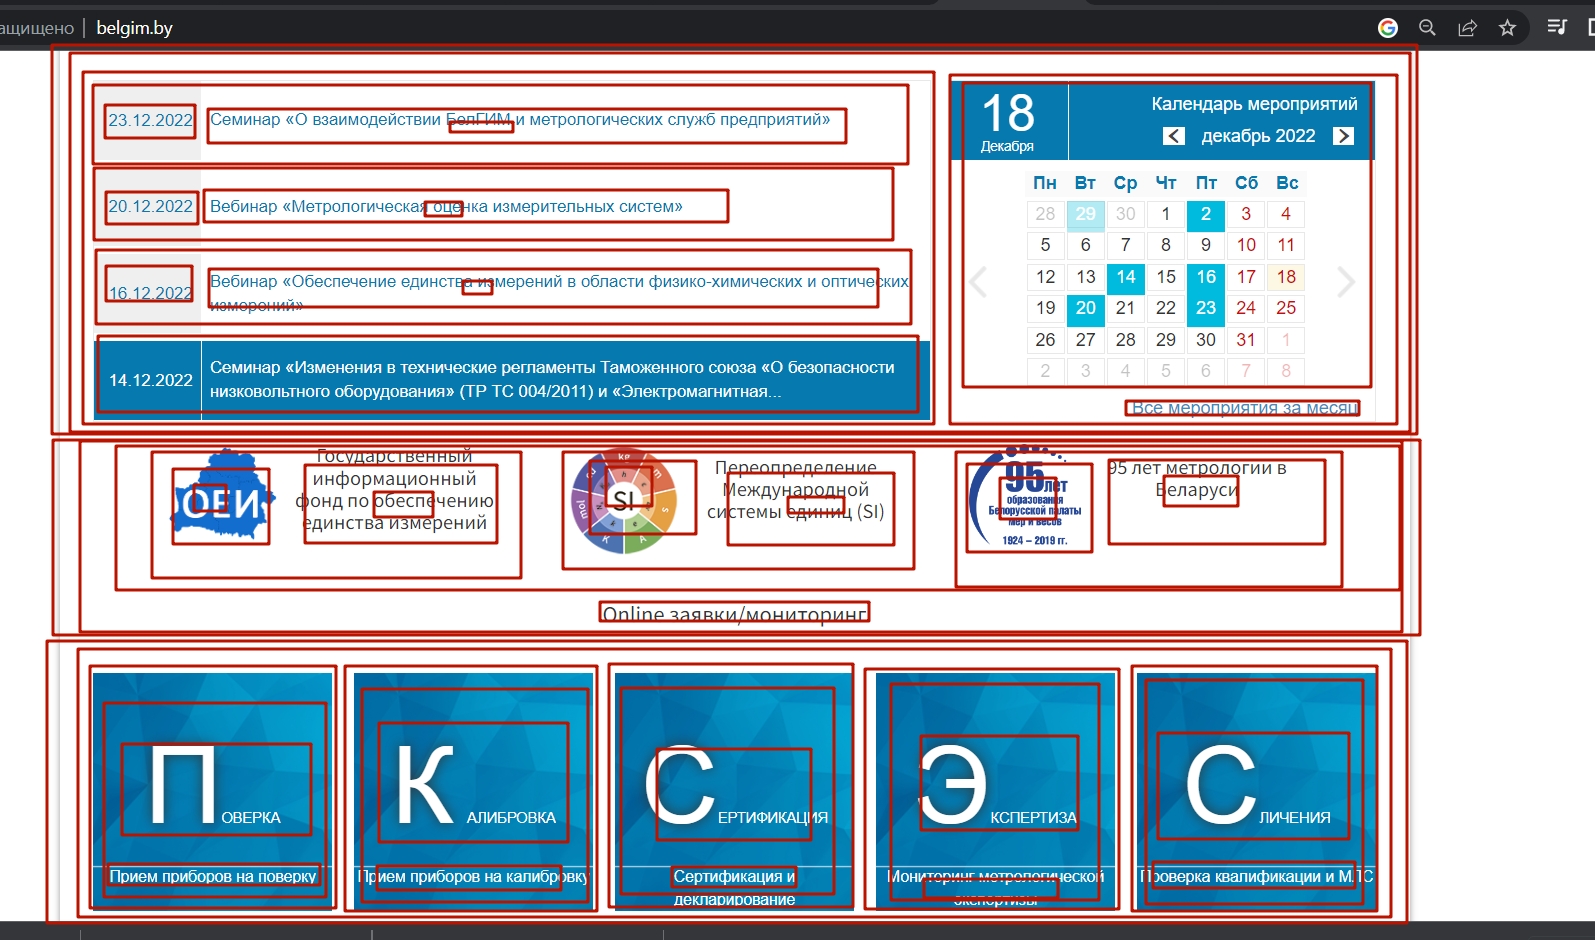 ащищено | belgim.by
23.12.2022 Семинар «О взаимодействии БелГИМ и метрологических служб предприятий»
20.12.2022 Вебинар «Метрологическая оценка измерительных систем»
16.12.2022 Вебинар «Обеспечение единства измерений в области физико-химических и оптических
измерений»
14.12.2022 Семинар «Изменения в технические регламенты Таможенного союза «О безопасности
низковольтного оборудования» (ТР ТС 004/2011) и «Электромагнитная...
18
Декабря
Календарь мероприятий
декабрь 2022
Пн Вт Ср Чт Пт Сб Вс
28 29 30 1 2 3 4
5 6 7 8 9 10 11
12 13 14 15 16 17 18
19 20 21 22 23 24 25
26 27 28 29 30 31 1
2 3 4 5 6 7 8
Все мероприятия за месяц
ОЕИ
Государственный
информационный
фонд по обеспечению
единства измерений
SI
Переопределение
Международной
системы единиц (SI)
95 лет
образования
Белорусской палаты
мер и весов
1924 – 2019 гг.
95 лет метрологии в
Беларуси
Online заявки/мониторинг
ПОВЕРКА
Прием приборов на поверку
КАЛИБРОВКА
Прием приборов на калибровку
СЕРТИФИКАЦИЯ
Сертификация и
декларирование
ЭКСПЕРТИЗА
Мониторинг метрологической
экспертизы
СЛИЧЕНИЯ
Проверка квалификации и МЛС